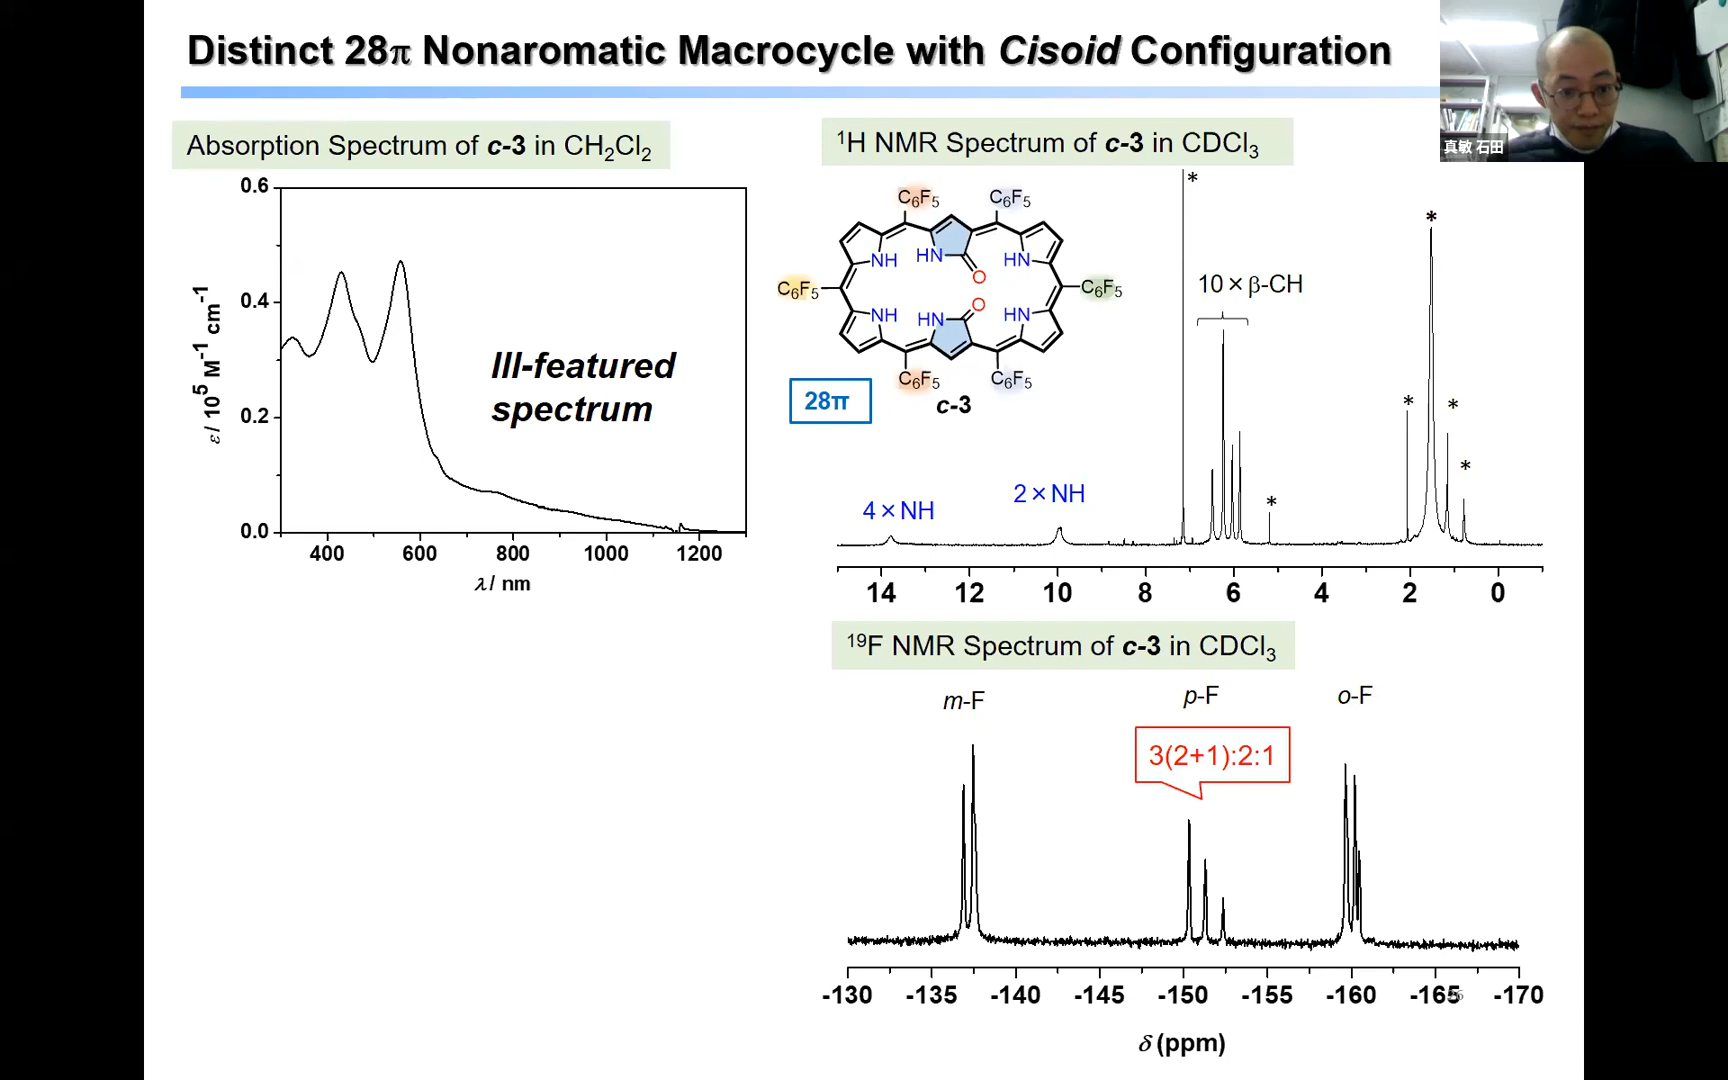 Distinct 28π Nonaromatic Macrocycle with Cisoid Configuration
真敏 石田
Absorption Spectrum of c-3 in CH2Cl2
0.6
0.4
0.2
0.0
ε / 10^5 M^-1 cm^-1
Ill-featured
spectrum
400 600 800 1000 1200
λ / nm
1H NMR Spectrum of c-3 in CDCl3
C6F5 C6F5
NH HN HN
O
C6F5 C6F5
O
NH HN HN
C6F5 C6F5
28π
c-3
*
*
10 × β-CH
*
*
*
*
4 × NH
2 × NH
14 12 10 8 6 4 2 0
19F NMR Spectrum of c-3 in CDCl3
m-F p-F o-F
3(2+1):2:1
-130 -135 -140 -145 -150 -155 -160 -165 -170
26
δ (ppm)